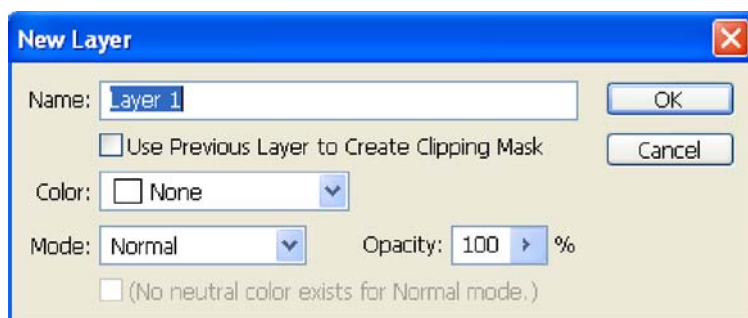 New Layer
Name: Layer 1 OK
Use Previous Layer to Create Clipping Mask Cancel
Color: None
Mode: Normal Opacity: 100 %
(No neutral color exists for Normal mode.)